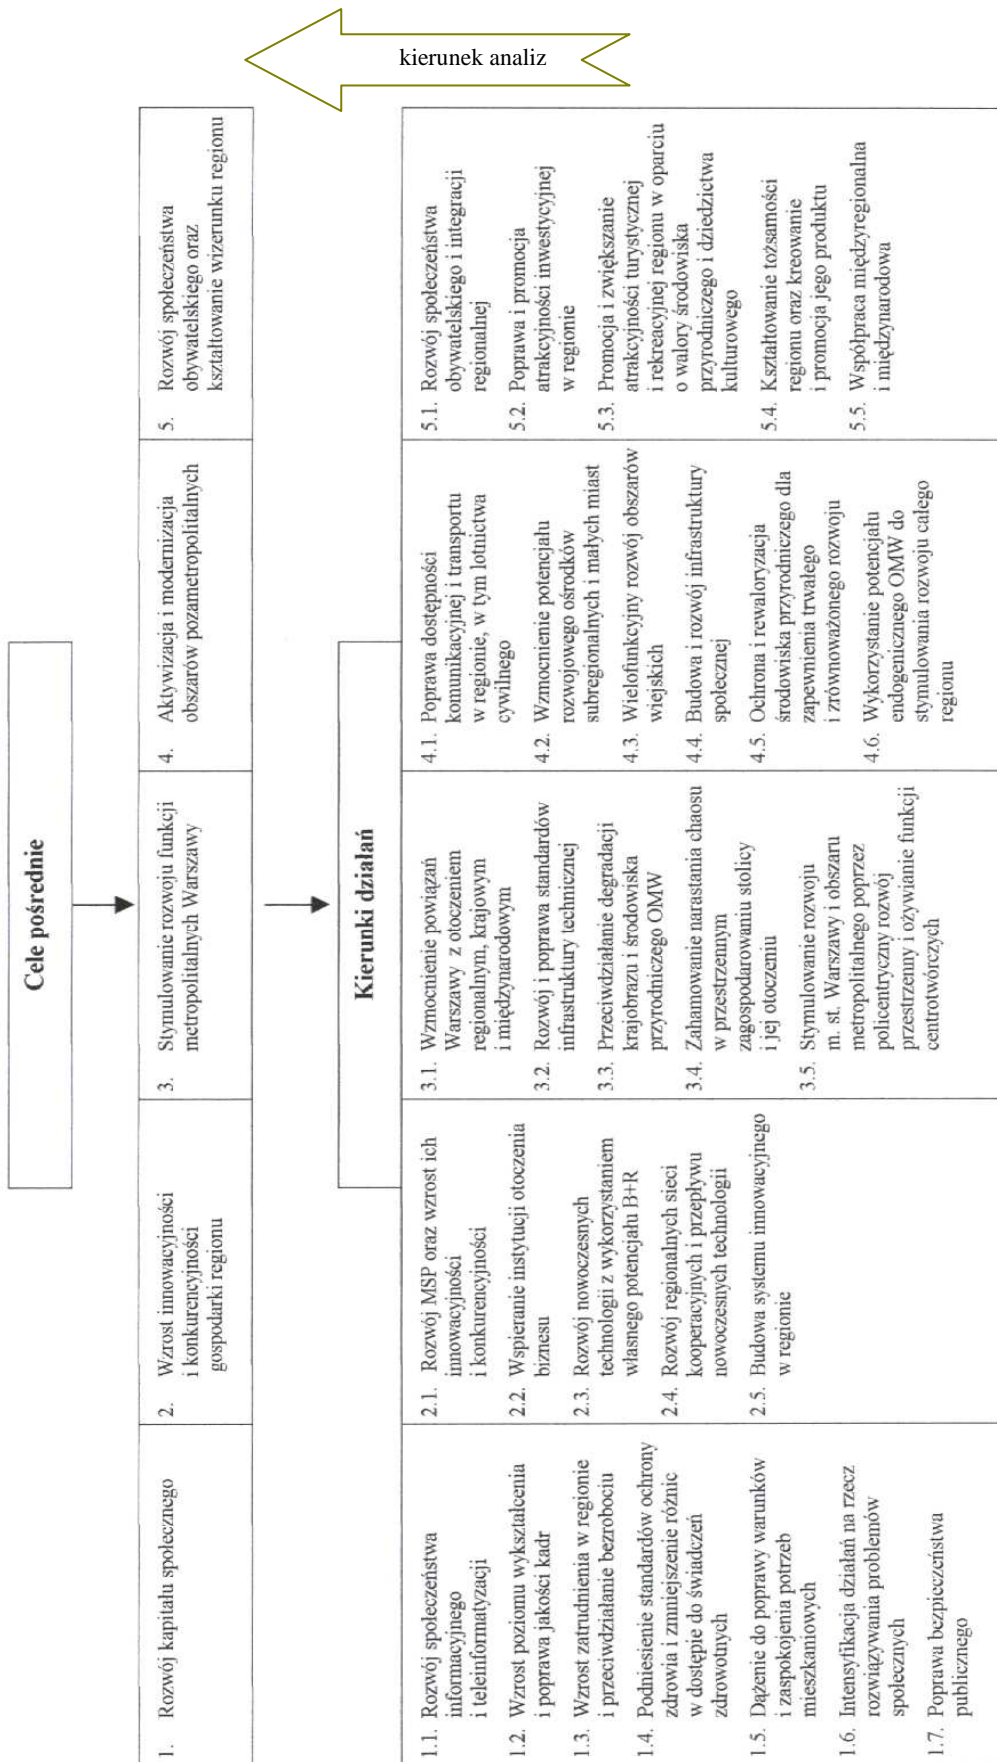 kierunek analiz
Cele pośrednie
1. Rozwój kapitału społecznego
2. Wzrost innowacyjności
i konkurencyjności
gospodarki regionu
3. Stymulowanie rozwoju funkcji
metropolitalnych Warszawy
4. Aktywizacja i modernizacja
obszarów pozametropolitalnych
5. Rozwój społeczeństwa
obywatelskiego oraz
kształtowanie wizerunku regionu
Kierunki działań
1.1. Rozwój społeczeństwa
informacyjnego
i teleinformatyzacji
1.2. Wzrost poziomu wykształcenia
i poprawa jakości kadr
1.3. Wzrost zatrudnienia w regionie
i przeciwdziałanie bezrobociu
1.4. Podniesienie standardów ochrony
zdrowia i zmniejszenie różnic
w dostępie do świadczeń
zdrowotnych
1.5. Dążenie do poprawy warunków
i zaspokojenia potrzeb
mieszkaniowych
1.6. Intensyfikacja działań na rzecz
rozwiązywania problemów
społecznych
1.7. Poprawa bezpieczeństwa
publicznego
2.1. Rozwój MSP oraz wzrost ich
innowacyjności
i konkurencyjności
2.2. Wspieranie instytucji otoczenia
biznesu
2.3. Rozwój nowoczesnych
technologii z wykorzystaniem
własnego potencjału B+R
2.4. Rozwój regionalnych sieci
kooperacyjnych i przepływu
nowoczesnych technologii
2.5. Budowa systemu innowacyjnego
w regionie
3.1. Wzmocnienie powiązań
Warszawy z otoczeniem
regionalnym, krajowym
i międzynarodowym
3.2. Rozwój i poprawa standardów
infrastruktury technicznej
3.3. Przeciwdziałanie degradacji
krajobrazu i środowiska
przyrodniczego OMW
3.4. Zahamowanie narastania chaosu
w przestrzennym
zagospodarowaniu stolicy
i jej otoczeniu
3.5. Stymulowanie rozwoju
m. st. Warszawy i obszaru
metropolitalnego poprzez
policentryczny rozwój
przestrzenny i ożywianie funkcji
centrotwórczych
4.1. Poprawa dostępności
komunikacyjnej i transportu
w regionie, w tym lotnictwa
cywilnego
4.2. Wzmocnienie potencjału
rozwojowego ośrodków
subregionalnych i małych miast
4.3. Wielofunkcyjny rozwój obszarów
wiejskich
4.4. Budowa i rozwój infrastruktury
społecznej
4.5. Ochrona i rewaloryzacja
środowiska przyrodniczego dla
zapewnienia trwałego
i zrównoważonego rozwoju
4.6. Wykorzystanie potencjału
endogenicznego OMW do
stymulowania rozwoju całego
regionu
5.1. Rozwój społeczeństwa
obywatelskiego i integracji
regionalnej
5.2. Poprawa i promocja
atrakcyjności inwestycyjnej
w regionie
5.3. Promocja i zwiększanie
atrakcyjności turystycznej
i rekreacyjnej regionu w oparciu
o walory środowiska
przyrodniczego i dziedzictwa
kulturowego
5.4. Kształtowanie tożsamości
regionu oraz kreowanie
i promocja jego produktu
5.5. Współpraca międzyregionalna
i międzynarodowa